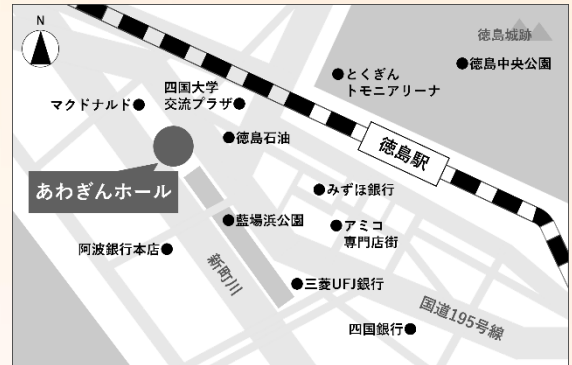 N
徳島城跡
徳島中央公園
とくぎん
トモニアリーナ
四国大学
交流プラザ
マクドナルド
徳島石油
徳島駅
あわぎんホール
みずほ銀行
藍場浜公園
アミコ
専門店街
阿波銀行本店
新町川
三菱UFJ銀行
国道195号線
四国銀行